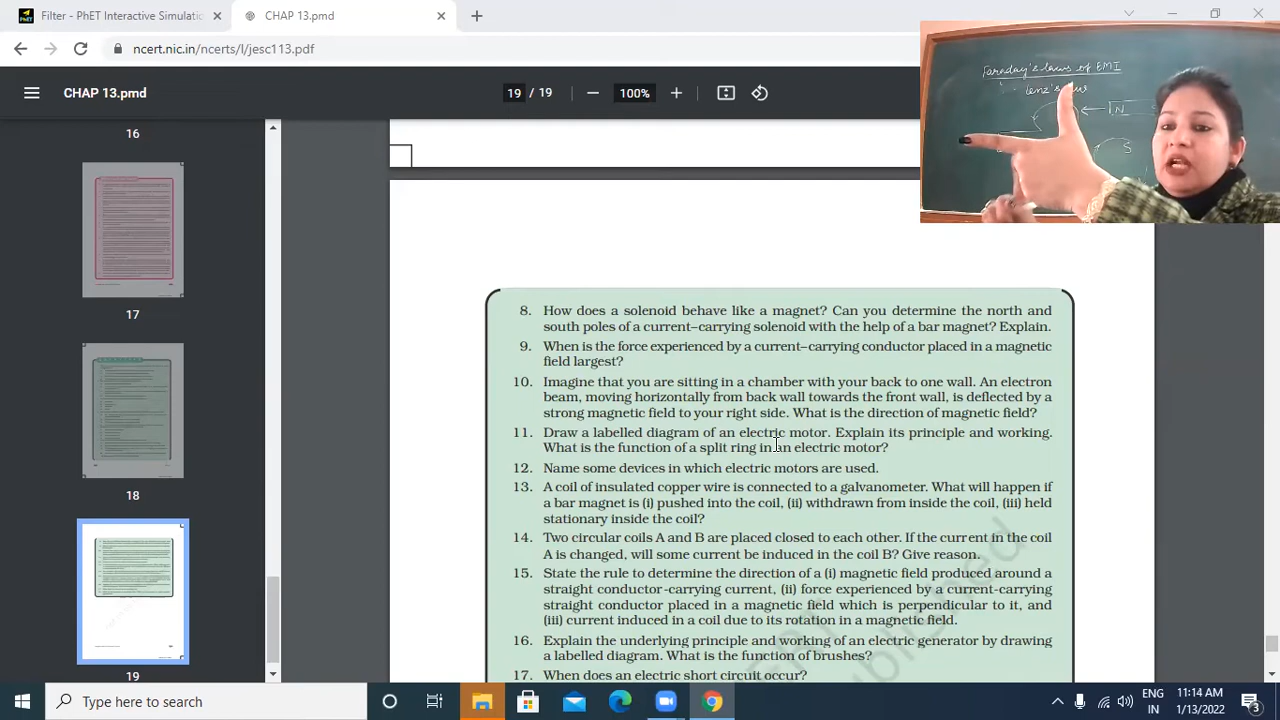 Filter - PhET Interactive Simulatio
CHAP 13.pmd
ncert.nic.in/ncerts/l/jesc113.pdf
CHAP 13.pmd
19 / 19
100%
Faraday's laws of EMI
Lenz's
N
16
17
18
19
8. How does a solenoid behave like a magnet? Can you determine the north and
south poles of a current–carrying solenoid with the help of a bar magnet? Explain.
9. When is the force experienced by a current–carrying conductor placed in a magnetic
field largest?
10. Imagine that you are sitting in a chamber with your back to one wall. An electron
beam, moving horizontally from back wall towards the front wall, is deflected by a
strong magnetic field to your right side. What is the direction of magnetic field?
11. Draw a labelled diagram of an electric motor. Explain its principle and working.
What is the function of a split ring in an electric motor?
12. Name some devices in which electric motors are used.
13. A coil of insulated copper wire is connected to a galvanometer. What will happen if
a bar magnet is (i) pushed into the coil, (ii) withdrawn from inside the coil, (iii) held
stationary inside the coil?
14. Two circular coils A and B are placed closed to each other. If the current in the coil
A is changed, will some current be induced in the coil B? Give reason.
15. State the rule to determine the direction of a (i) magnetic field produced around a
straight conductor-carrying current, (ii) force experienced by a current-carrying
straight conductor placed in a magnetic field which is perpendicular to it, and
(iii) current induced in a coil due to its rotation in a magnetic field.
16. Explain the underlying principle and working of an electric generator by drawing
a labelled diagram. What is the function of brushes?
17. When does an electric short circuit occur?
Type here to search
ENG
IN
11:14 AM
1/13/2022
3